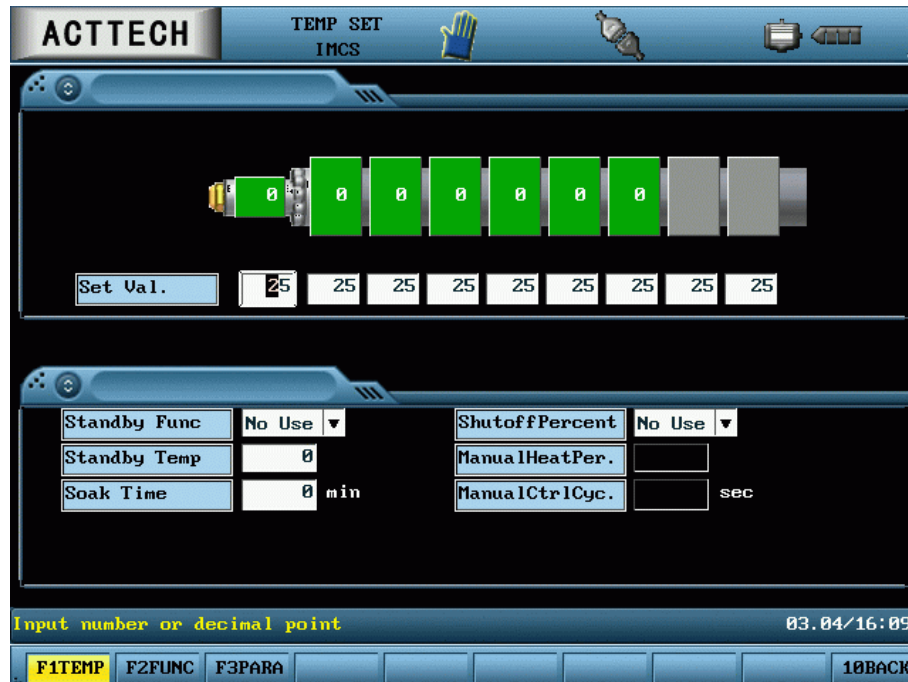 ACTTECH
TEMP SET
IMCS
0 0 0 0 0 0 0
Set Val. 25 25 25 25 25 25 25 25 25
Standby Func No Use ShutoffPercent No Use
Standby Temp 0 ManualHeatPer.
Soak Time 0 min ManualCtrlCyc. sec
Input number or decimal point 03.04/16:09
F1TEMP F2FUNC F3PARA 10BACK